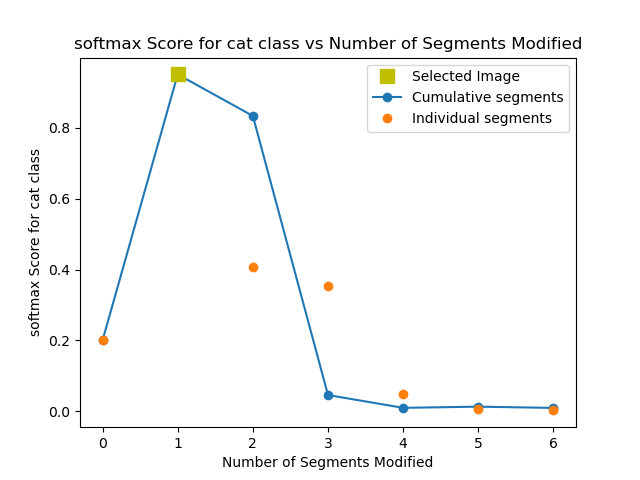 softmax Score for cat class vs Number of Segments Modified
Selected Image
Cumulative segments
Individual segments
softmax Score for cat class
0.8
0.6
0.4
0.2
0.0
0 1 2 3 4 5 6
Number of Segments Modified